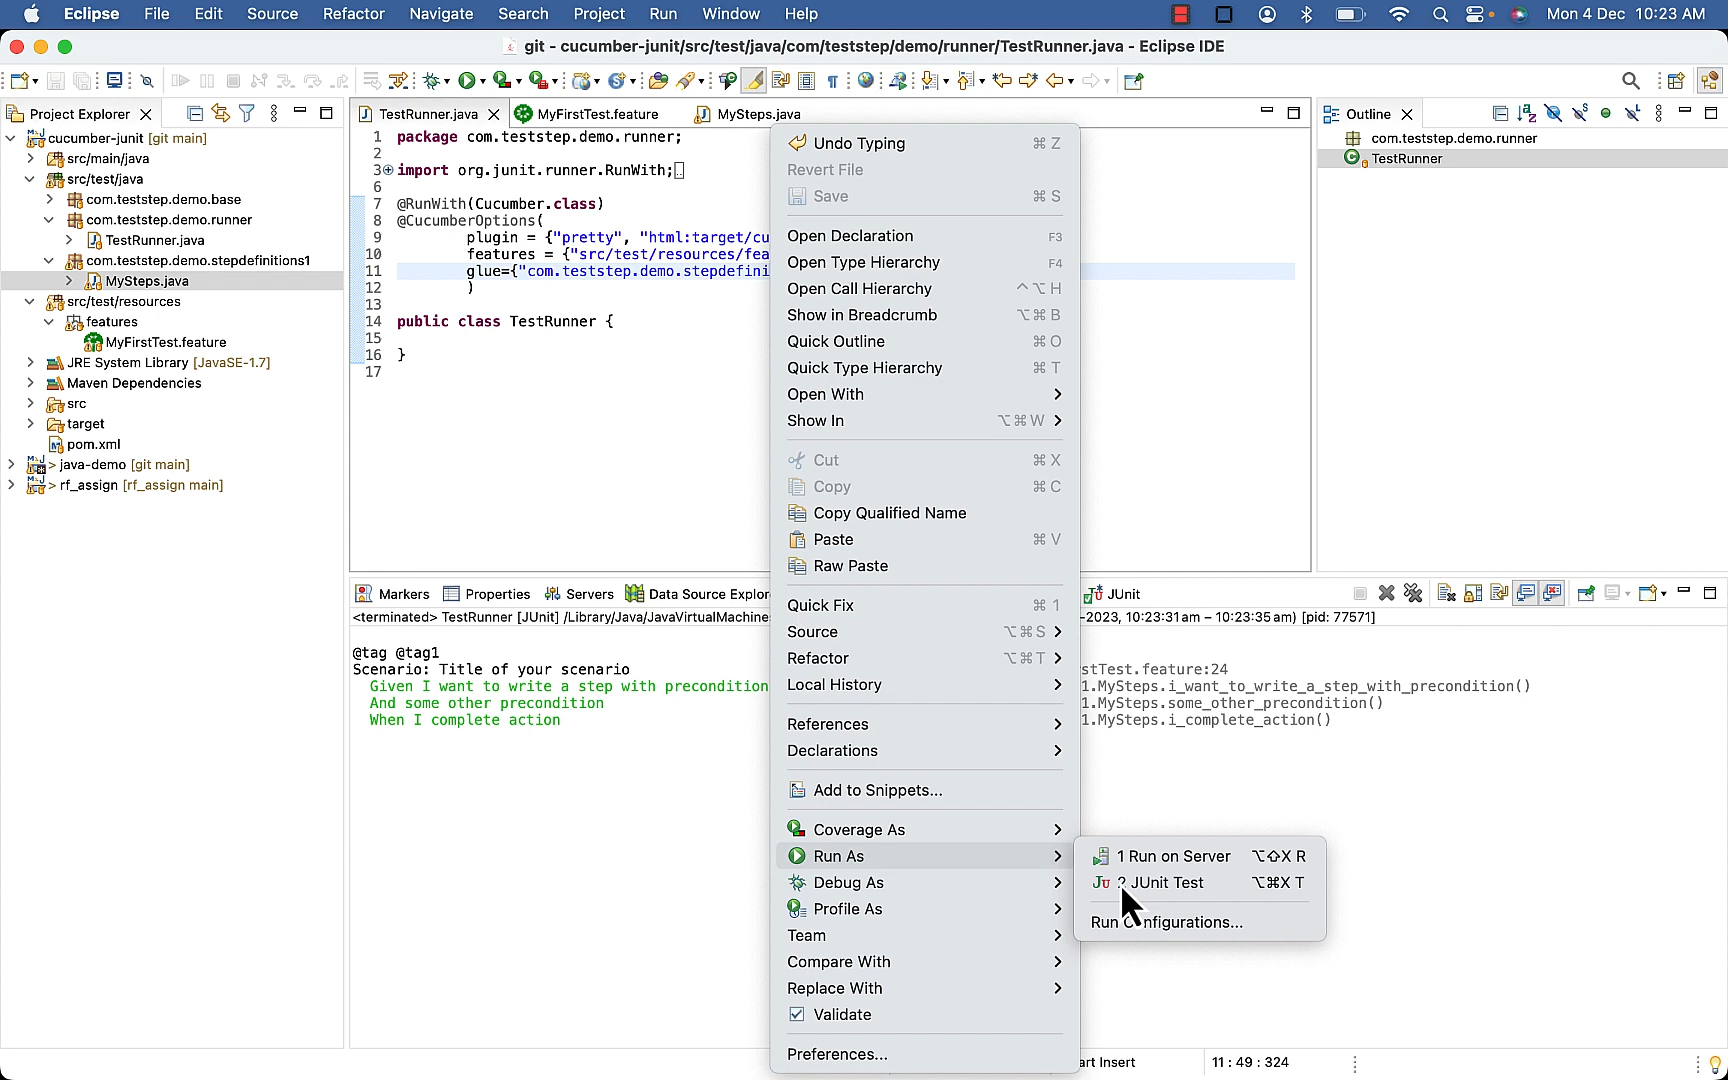 Eclipse File Edit Source Refactor Navigate Search Project Run Window Help Mon 4 Dec 10:23 AM
git - cucumber-junit/src/test/java/com/teststep/demo/runner/TestRunner.java - Eclipse IDE
Project Explorer
cucumber-junit [git main]
src/main/java
src/test/java
com.teststep.demo.base
com.teststep.demo.runner
TestRunner.java
com.teststep.demo.stepdefinitions1
MySteps.java
src/test/resources
features
MyFirstTest.feature
JRE System Library [JavaSE-1.7]
Maven Dependencies
src
target
pom.xml
> java-demo [git main]
> rf_assign [rf_assign main]
TestRunner.java MyFirstTest.feature MySteps.java
1 package com.teststep.demo.runner;
2
3 import org.junit.runner.RunWith;
6
7 @RunWith(Cucumber.class)
8 @CucumberOptions(
9 plugin = {"pretty", "html:target/cu
10 features = {"src/test/resources/fea
11 glue={"com.teststep.demo.stepdefini
12 )
13
14 public class TestRunner {
15
16 }
17
Undo Typing ⌘ Z
Revert File
Save ⌘ S
Open Declaration F3
Open Type Hierarchy F4
Open Call Hierarchy ^⌥ H
Show in Breadcrumb ⌥⌘ B
Quick Outline ⌘ O
Quick Type Hierarchy ⌘ T
Open With
Show In ⌥⌘ W
Cut ⌘ X
Copy ⌘ C
Copy Qualified Name
Paste ⌘ V
Raw Paste
Quick Fix ⌘ 1
Source ⌥⌘ S
Refactor ⌥⌘ T
Local History
References
Declarations
Add to Snippets...
Coverage As
Run As
Debug As
Profile As
Team
Compare With
Replace With
Validate
Preferences...
1 Run on Server ⌥⇧X R
2 JUnit Test ⌥⌘X T
Run Configurations...
Outline
com.teststep.demo.runner
TestRunner
Markers Properties Servers Data Source Explor JUnit
<terminated> TestRunner [JUnit] /Library/Java/JavaVirtualMachine -2023, 10:23:31 am – 10:23:35 am) [pid: 77571]
@tag @tag1
Scenario: Title of your scenario stTest.feature:24
Given I want to write a step with precondition 1.MySteps.i_want_to_write_a_step_with_precondition()
And some other precondition 1.MySteps.some_other_precondition()
When I complete action 1.MySteps.i_complete_action()
art Insert 11 : 49 : 324